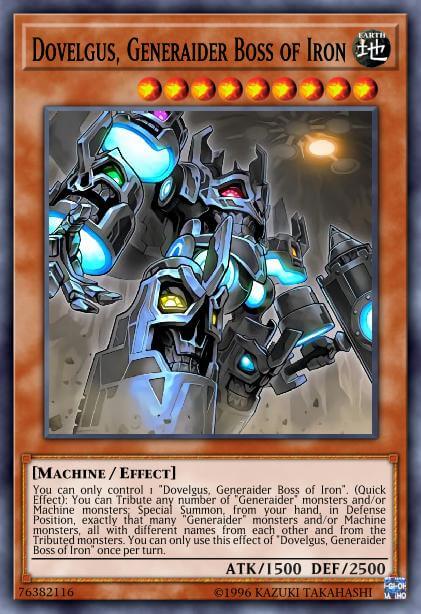 DOVELGUS, GENERAIDER BOSS OF IRON
EARTH
地
[MACHINE / EFFECT]
You can only control 1 "Dovelgus, Generaider Boss of Iron". (Quick
Effect): You can Tribute any number of "Generaider" monsters and/or
Machine monsters; Special Summon, from your hand, in Defense
Position, exactly that many "Generaider" monsters and/or Machine
monsters, all with different names from each other and from the
Tributed monsters. You can only use this effect of "Dovelgus, Generaider
Boss of Iron" once per turn.
ATK/1500 DEF/2500
76382116
©1996 KAZUKI TAKAHASHI